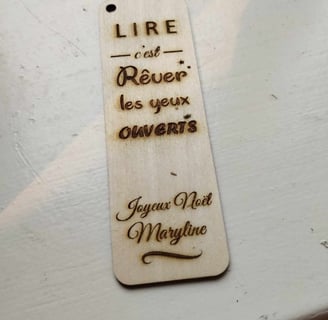 LIRE
c'est
Rêver
les yeux
OUVERTS
Joyeux Noël
Maryline